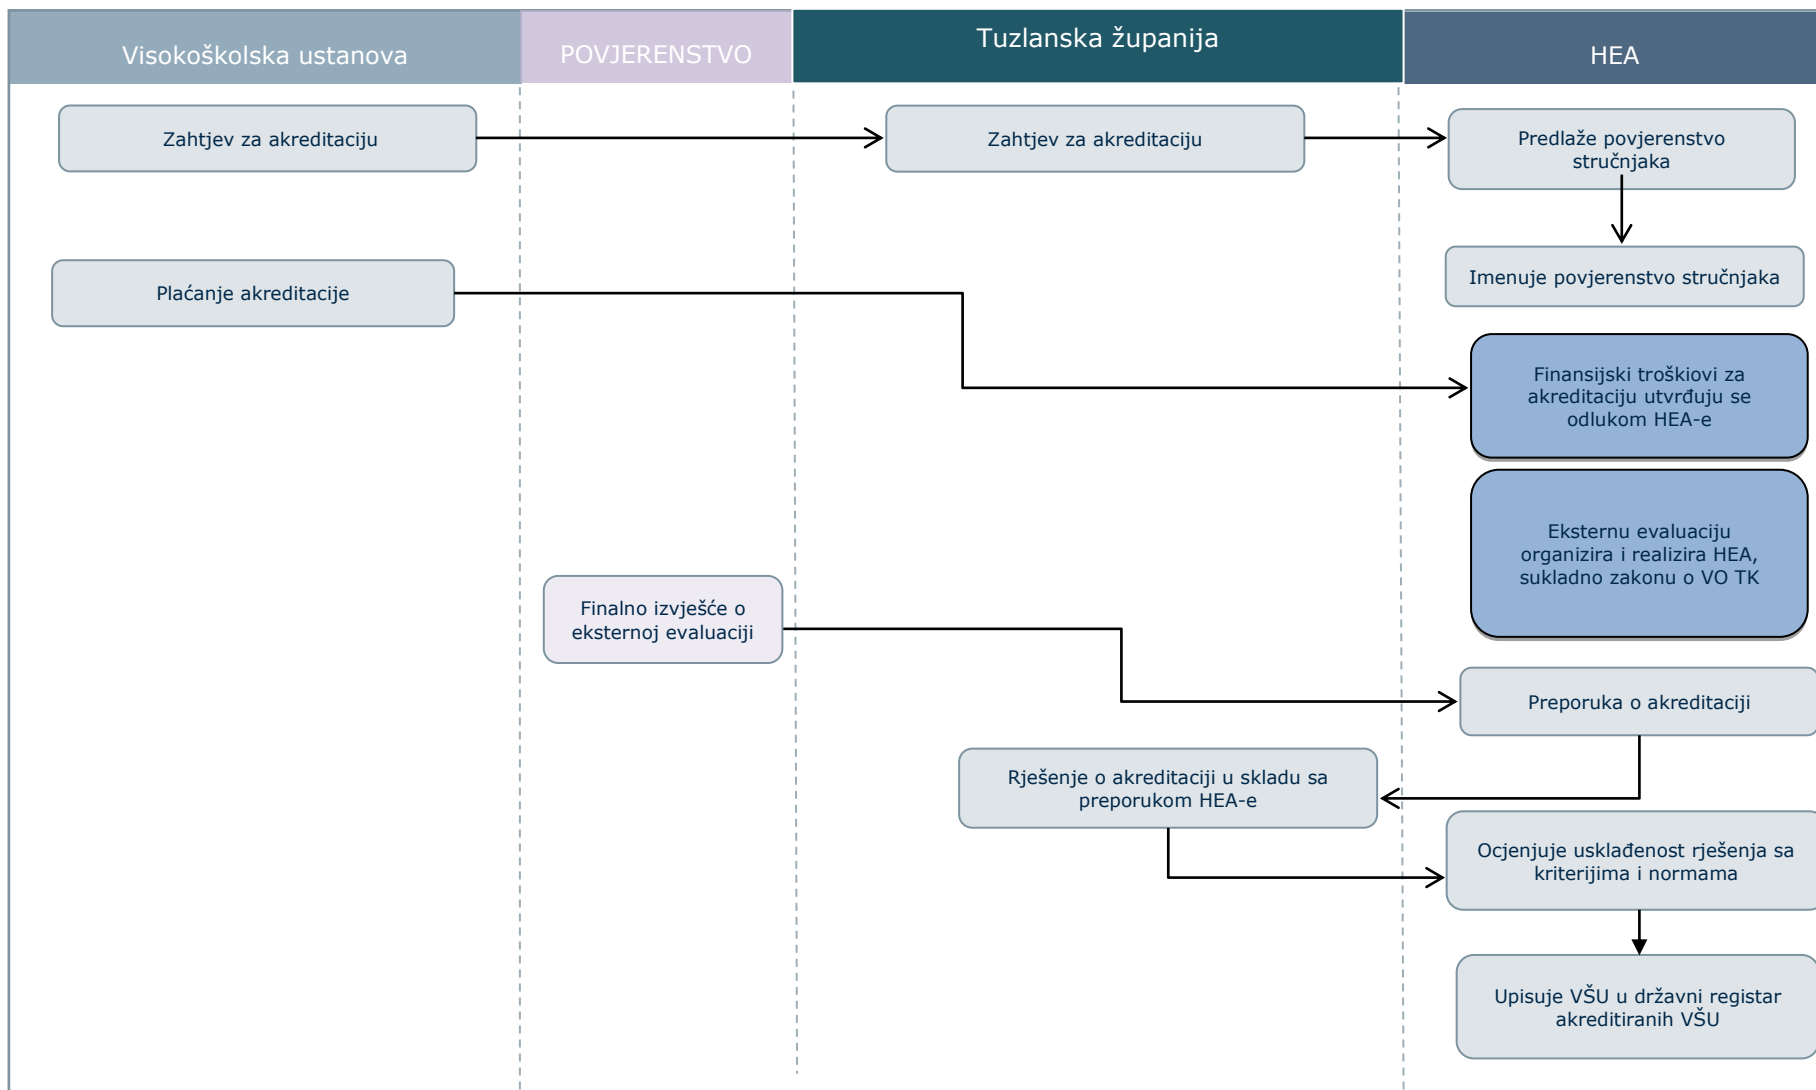 Visokoškolska ustanova
POVJERENSTVO
Tuzlanska županija
HEA
Zahtjev za akreditaciju
Zahtjev za akreditaciju
Predlaže povjerenstvo
stručnjaka
Imenuje povjerenstvo stručnjaka
Plaćanje akreditacije
Finansijski troškiovi za
akreditaciju utvrđuju se
odlukom HEA-e
Eksternu evaluaciju
organizira i realizira HEA,
sukladno zakonu o VO TK
Finalno izvješće o
eksternoj evaluaciji
Preporuka o akreditaciji
Rješenje o akreditaciji u skladu sa
preporukom HEA-e
Ocjenjuje usklađenost rješenja sa
kriterijima i normama
Upisuje VŠU u državni registar
akreditiranih VŠU